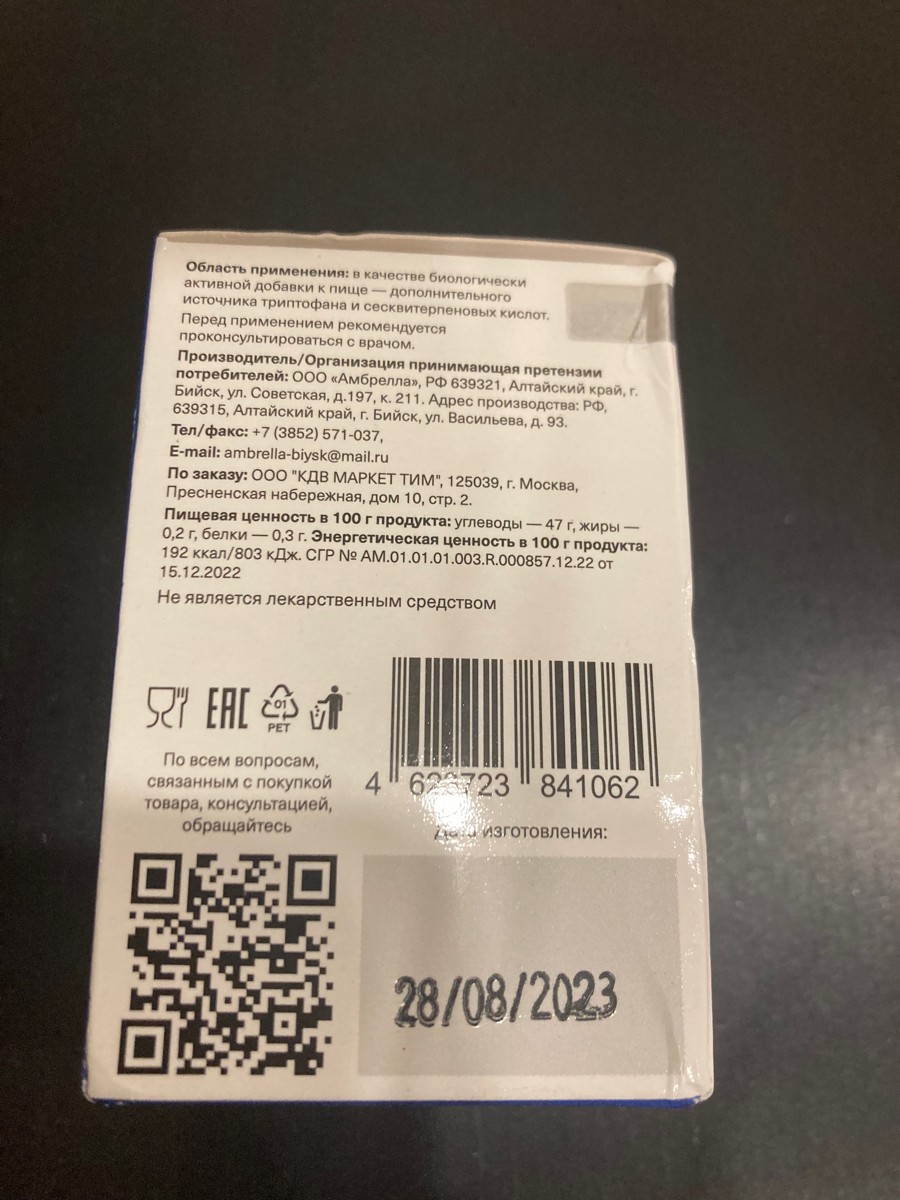 Область применения: в качестве биологически
активной добавки к пище — дополнительного
источника триптофана и сесквитерпеновых кислот.
Перед применением рекомендуется
проконсультироваться с врачом.
Производитель/Организация принимающая претензии
потребителей: ООО «Амбрелла», РФ 639321, Алтайский край, г.
Бийск, ул. Советская, д.197, к. 211. Адрес производства: РФ,
639315, Алтайский край, г. Бийск, ул. Васильева, д. 93.
Тел/факс: +7 (3852) 571-037,
E-mail: ambrella-biysk@mail.ru
По заказу: ООО "КДВ МАРКЕТ ТИМ", 125039, г. Москва,
Пресненская набережная, дом 10, стр. 2.
Пищевая ценность в 100 г продукта: углеводы — 47 г, жиры —
0,2 г, белки — 0,3 г. Энергетическая ценность в 100 г продукта:
192 ккал/803 кДж. СГР № АМ.01.01.01.003.R.000857.12.22 от
15.12.2022
Не является лекарственным средством
EAC
01
PET
По всем вопросам,
связанным с покупкой
товара, консультацией,
обращайтесь
4 841062
Дата изготовления:
28/08/2023